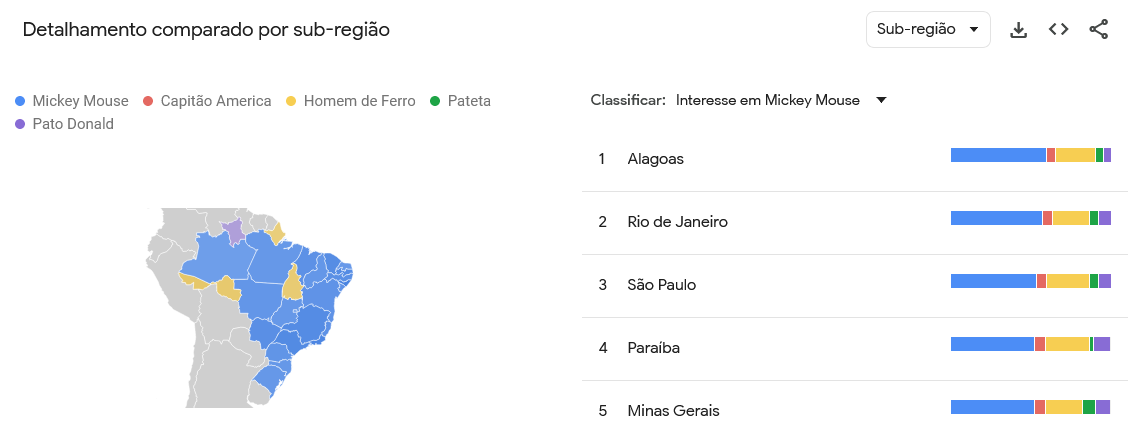 Detalhamento comparado por sub-região
Sub-região
Mickey Mouse
Capitão America
Homem de Ferro
Pateta
Pato Donald
Classificar: Interesse em Mickey Mouse
1 Alagoas
2 Rio de Janeiro
3 São Paulo
4 Paraíba
5 Minas Gerais